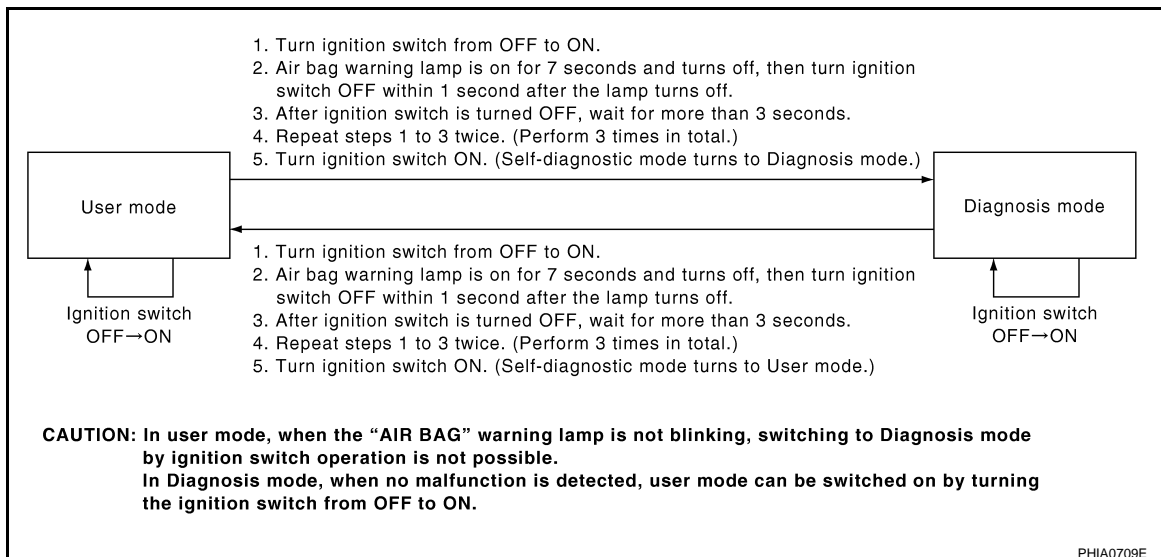 1. Turn ignition switch from OFF to ON.
2. Air bag warning lamp is on for 7 seconds and turns off, then turn ignition
switch OFF within 1 second after the lamp turns off.
3. After ignition switch is turned OFF, wait for more than 3 seconds.
4. Repeat steps 1 to 3 twice. (Perform 3 times in total.)
5. Turn ignition switch ON. (Self-diagnostic mode turns to Diagnosis mode.)
User mode
Diagnosis mode
1. Turn ignition switch from OFF to ON.
2. Air bag warning lamp is on for 7 seconds and turns off, then turn ignition
switch OFF within 1 second after the lamp turns off.
3. After ignition switch is turned OFF, wait for more than 3 seconds.
4. Repeat steps 1 to 3 twice. (Perform 3 times in total.)
5. Turn ignition switch ON. (Self-diagnostic mode turns to User mode.)
Ignition switch
OFF→ON
Ignition switch
OFF→ON
CAUTION: In user mode, when the “AIR BAG” warning lamp is not blinking, switching to Diagnosis mode
by ignition switch operation is not possible.
In Diagnosis mode, when no malfunction is detected, user mode can be switched on by turning
the ignition switch from OFF to ON.
PHIA0709E